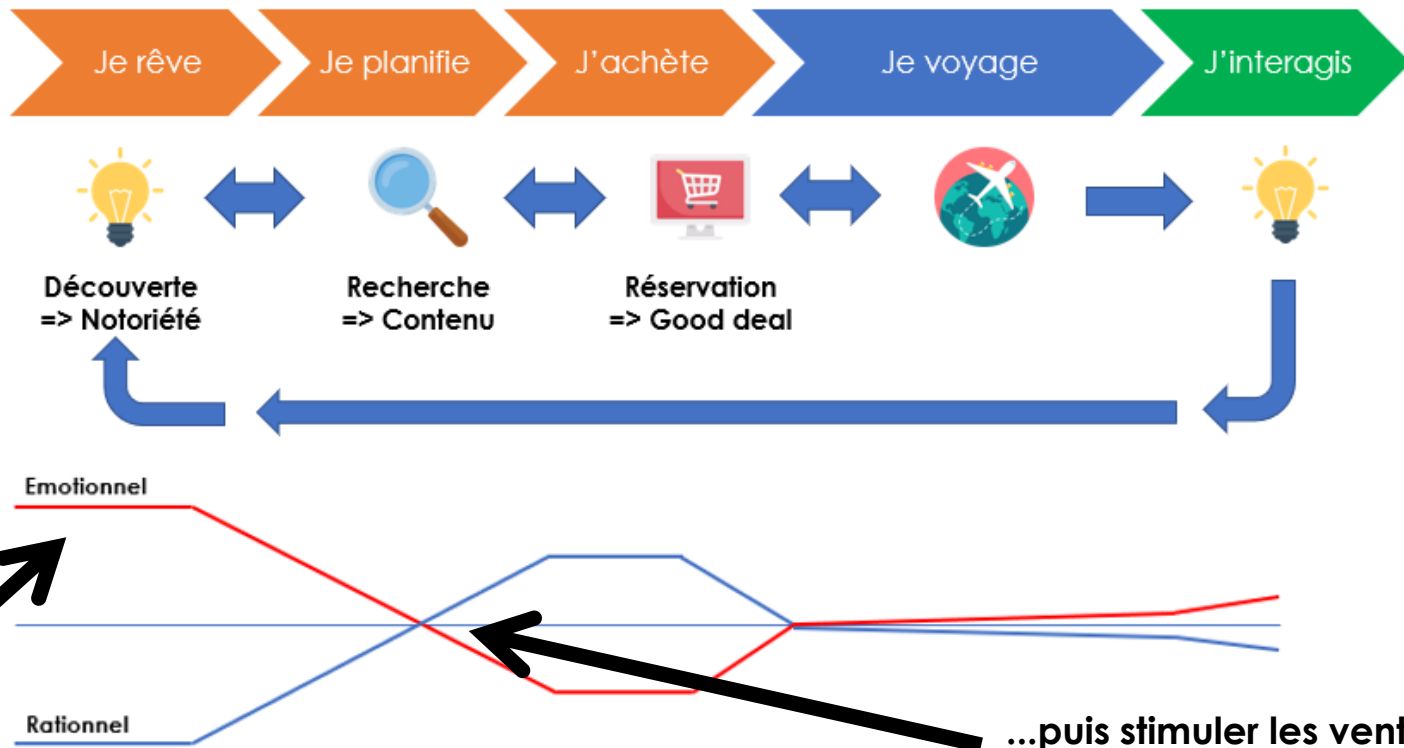 Je rêve
Je planifie
J'achète
Je voyage
J'interagis
Découverte
=> Notoriété
Recherche
=> Contenu
Réservation
=> Good deal
Emotionnel
Rationnel
...puis stimuler les vent